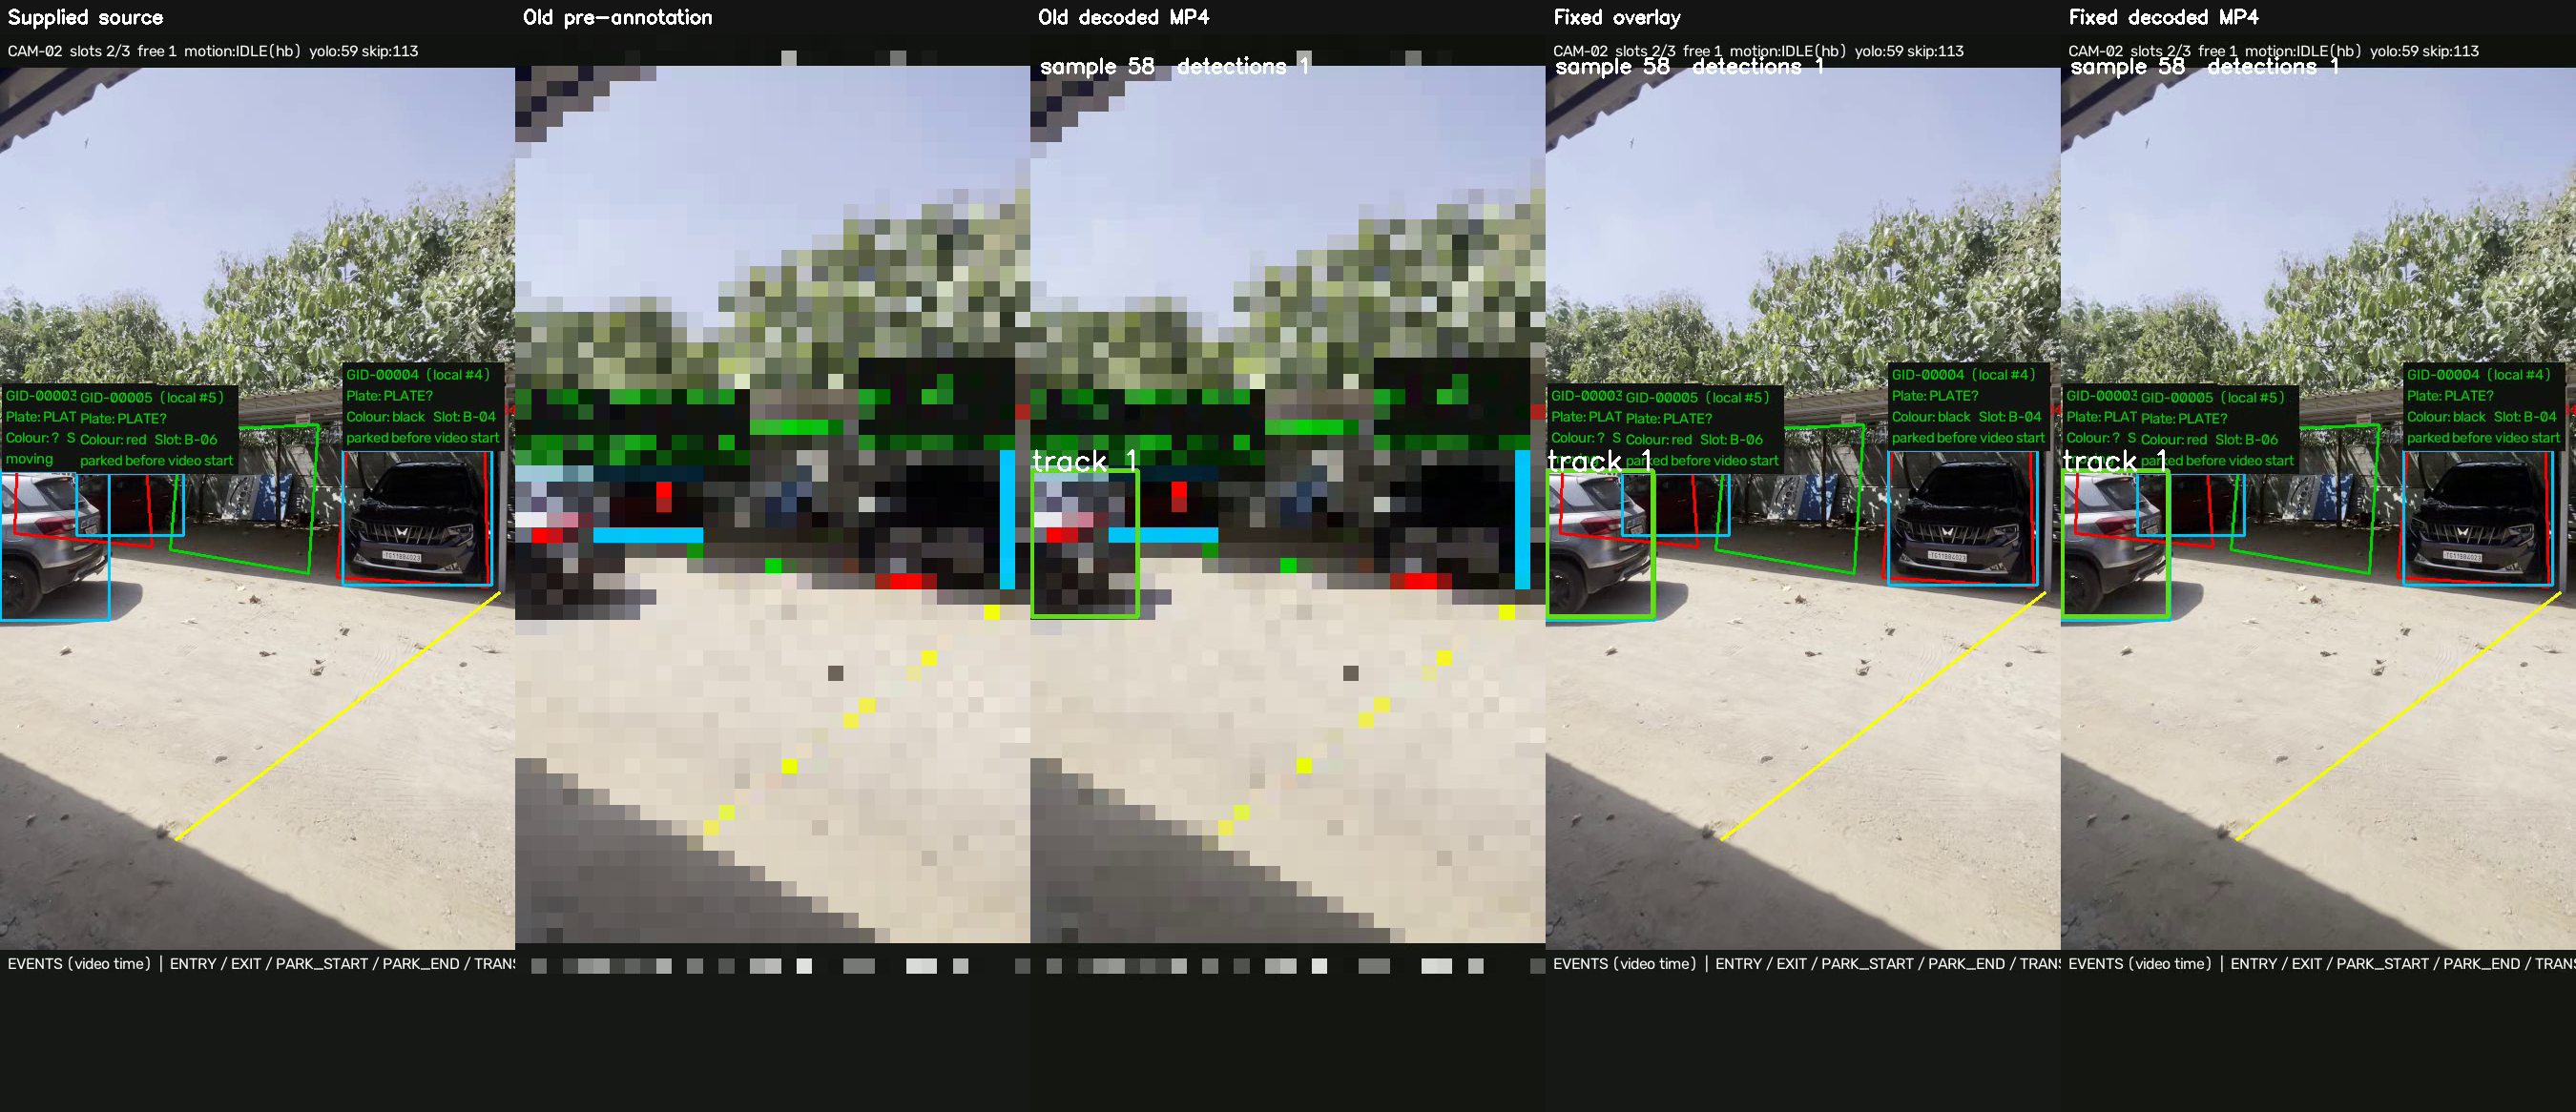 Supplied source
CAM-02 slots 2/3 free 1 motion:IDLE(hb) yolo:59 skip:113
GID-00003
Plate: PLAT
Colour: ? S
moving
GID-00005 (local #5)
Plate: PLATE?
Colour: red Slot: B-06
parked before video start
GID-00004 (local #4)
Plate: PLATE?
Colour: black Slot: B-04
parked before video start
EVENTS (video time) | ENTRY / EXIT / PARK_START / PARK_END / TRANS
Old pre-annotation
Old decoded MP4
sample 58 detections 1
track 1
Fixed overlay
CAM-02 slots 2/3 free 1 motion:IDLE(hb) yolo:59 skip:113
sample 58 detections 1
GID-00003
Plate: PLAT
Colour: ? S
track 1
GID-00005 (local #5)
Plate: PLATE?
Colour: red Slot: B-06
parked before video start
GID-00004 (local #4)
Plate: PLATE?
Colour: black Slot: B-04
parked before video start
EVENTS (video time) | ENTRY / EXIT / PARK_START / PARK_END / TRANS
Fixed decoded MP4
CAM-02 slots 2/3 free 1 motion:IDLE(hb) yolo:59 skip:113
sample 58 detections 1
GID-00003
Plate: PLAT
Colour: ? S
track 1
GID-00005 (local #5)
Plate: PLATE?
Colour: red Slot: B-06
parked before video start
GID-00004 (local #4)
Plate: PLATE?
Colour: black Slot: B-04
parked before video start
EVENTS (video time) | ENTRY / EXIT / PARK_START / PARK_END / TRANS